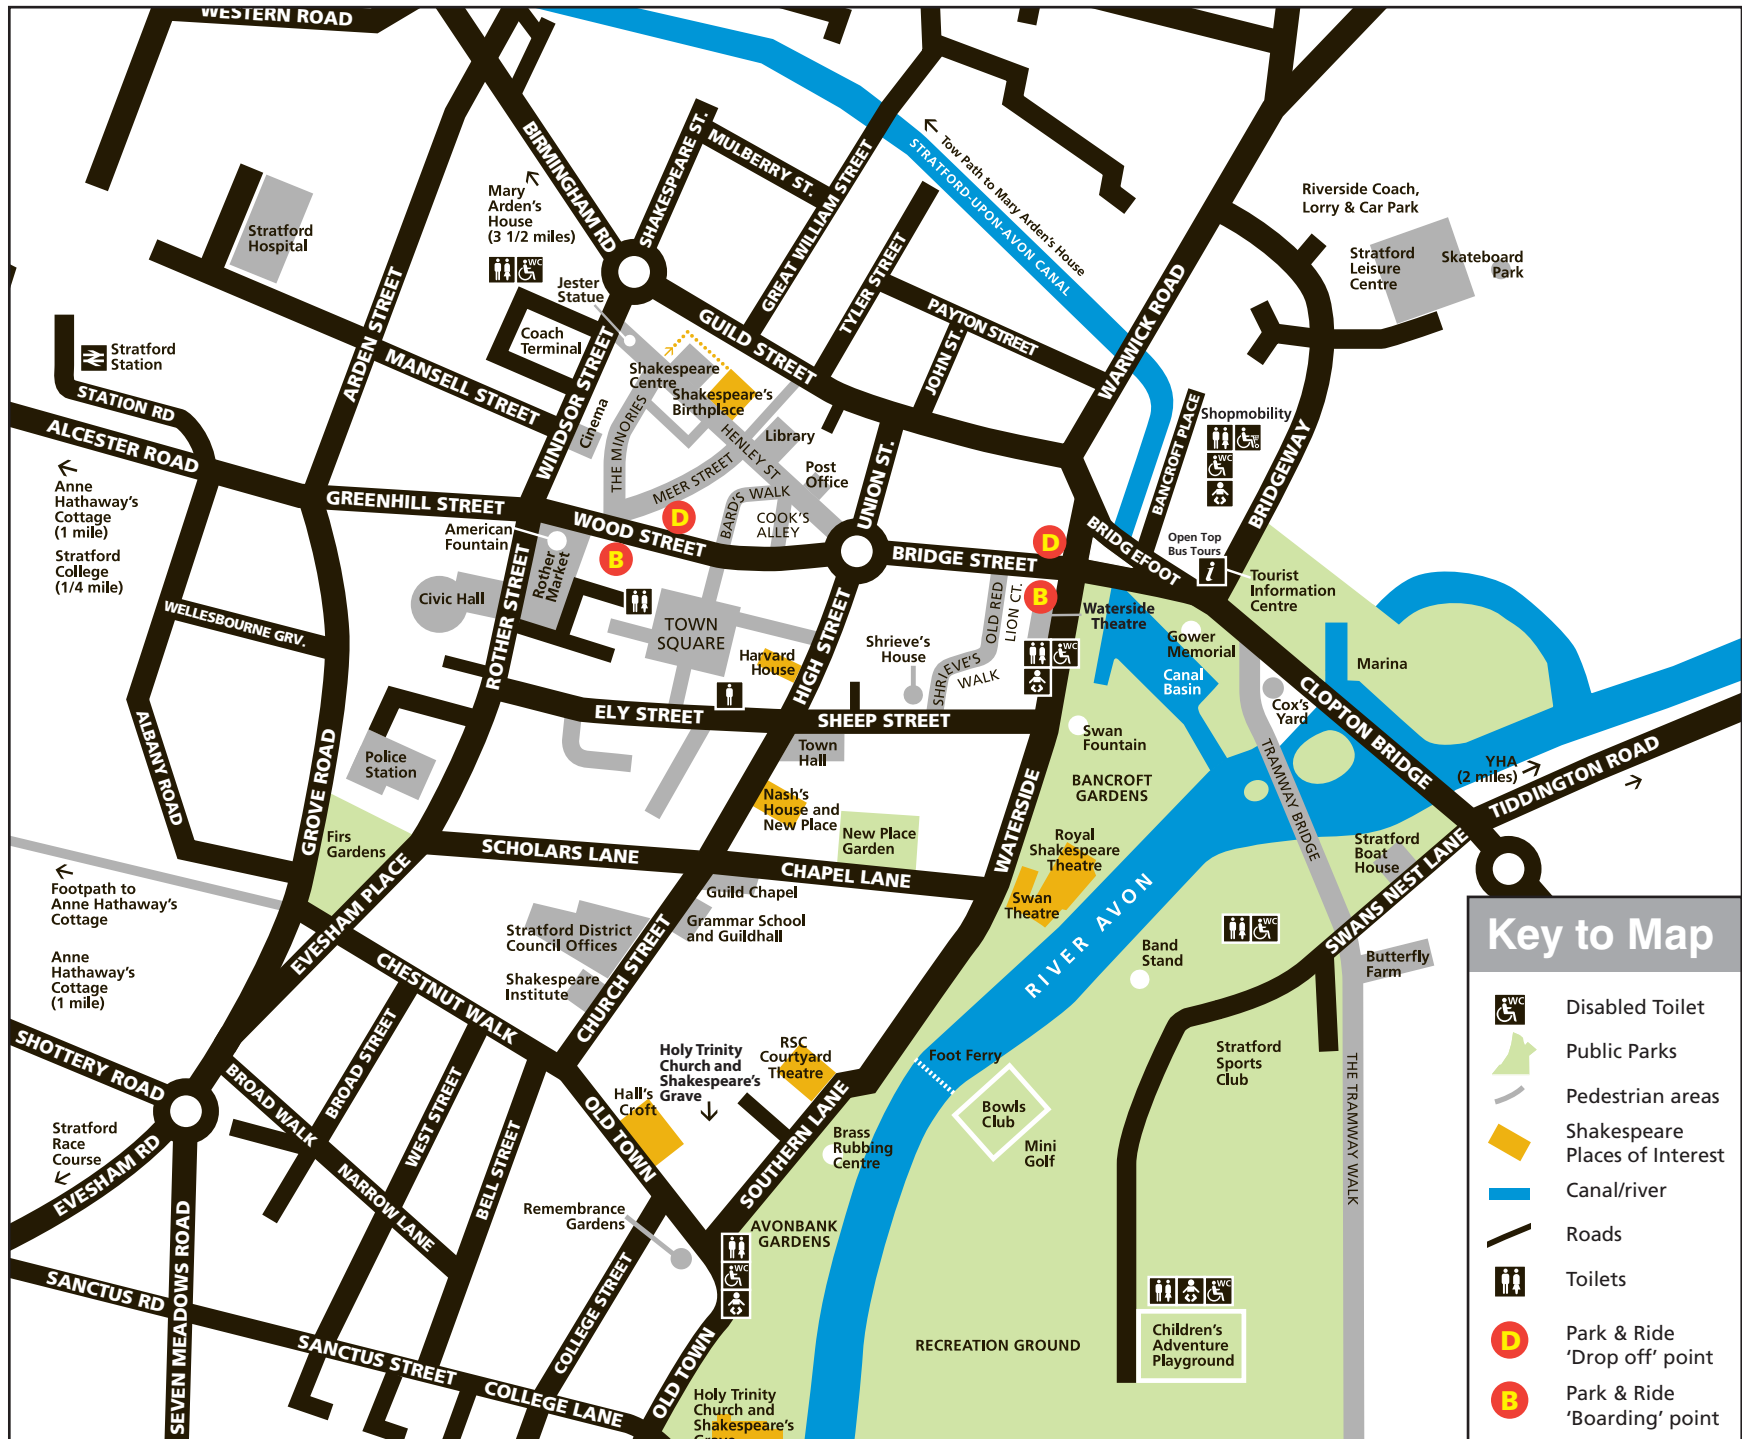 WESTERN ROAD
BIRMINGHAM RD
SHAKESPEARE ST.
MULBERRY ST.
GREAT WILLIAM STREET
Tow Path to Mary Arden's House
STRATFORD-UPON-AVON CANAL
Mary
Arden's
House
(3 1/2 miles)
WC
Riverside Coach,
Lorry & Car Park
Stratford
Leisure
Centre
Skateboard
Park
Stratford
Hospital
Jester
Statue
Coach
Terminal
TYLER STREET
PAYTON STREET
JOHN ST.
WARWICK ROAD
GUILD STREET
ARDEN STREET
MANSELL STREET
WINDSOR STREET
Stratford
Station
STATION RD
ALCESTER ROAD
Shakespeare
Centre
Shakespeare's
Birthplace
Cinema
THE MINORIES
HENLEY ST
MEER STREET
Library
Post
Office
UNION ST.
BANCROFT PLACE
Shopmobility
WC
BRIDGEWAY
Anne
Hathaway's
Cottage
(1 mile)
Stratford
College
(1/4 mile)
GREENHILL STREET
American
Fountain
WOOD STREET
D
B
BARD'S WALK
COOK'S
ALLEY
BRIDGE STREET
D
B
BRIDGEFOOT
Open Top
Bus Tours
i
Tourist
Information
Centre
Civic Hall
Rother
Market
ROTHER STREET
WELLESBOURNE GRV.
TOWN
SQUARE
HIGH STREET
Harvard
House
Shrieve's
House
SHRIEVE'S
WALK
OLD RED
LION CT.
Waterside
Theatre
WC
Gower
Memorial
Canal
Basin
Marina
Cox's
Yard
CLOPTON BRIDGE
ALBANY ROAD
GROVE ROAD
ELY STREET
SHEEP STREET
Swan
Fountain
TRAMWAY BRIDGE
YHA
(2 miles)
TIDDINGTON ROAD
Police
Station
Town
Hall
BANCROFT
GARDENS
WATERSIDE
Nash's
House and
New Place
New Place
Garden
Firs
Gardens
Royal
Shakespeare
Theatre
Swan
Theatre
Stratford
Boat
House
SWANS NEST LANE
SCHOLARS LANE
CHAPEL LANE
EVESHAM PLACE
Footpath to
Anne Hathaway's
Cottage
Guild Chapel
Grammar School
and Guildhall
Stratford District
Council Offices
Shakespeare
Institute
CHURCH STREET
RIVER AVON
Band
Stand
WC
Butterfly
Farm
Anne
Hathaway's
Cottage
(1 mile)
CHESTNUT WALK
SHOTTERY ROAD
BROAD WALK
BROAD STREET
WEST STREET
BELL STREET
NARROW LANE
Holy Trinity
Church and
Shakespeare's
Grave
RSC
Courtyard
Theatre
Hall's
Croft
OLD TOWN
SOUTHERN LANE
Foot Ferry
Bowls
Club
Mini
Golf
Stratford
Sports
Club
Brass
Rubbing
Centre
Stratford
Race
Course
EVESHAM RD
Remembrance
Gardens
AVONBANK
GARDENS
WC
THE TRAMWAY WALK
SANCTUS RD
SEVEN MEADOWS ROAD
SANCTUS STREET
COLLEGE STREET
COLLEGE LANE
OLD TOWN
RECREATION GROUND
WC
Children's
Adventure
Playground
Holy Trinity
Church and
Shakespeare's
Grave
Key to Map
WC
Disabled Toilet
Public Parks
Pedestrian areas
Shakespeare
Places of Interest
Canal/river
Roads
Toilets
D
Park & Ride
'Drop off' point
B
Park & Ride
'Boarding' point